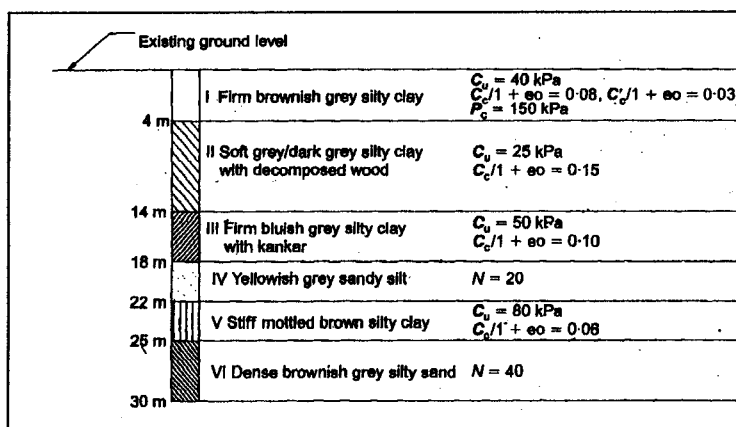 Existing ground level
I Firm brownish grey silty clay
Cu = 40 kPa
Cc/1 + eo = 0·08, C'c/1 + eo = 0·03
Pc = 150 kPa
4 m
II Soft grey/dark grey silty clay
with decomposed wood
Cu = 25 kPa
Cc/1 + eo = 0·15
14 m
III Firm bluish grey silty clay
with kankar
Cu = 50 kPa
Cc/1 + eo = 0·10
18 m
IV Yellowish grey sandy silt
N = 20
22 m
V Stiff mottled brown silty clay
Cu = 80 kPa
Cc/1 + eo = 0·06
25 m
VI Dense brownish grey silty sand
N = 40
30 m